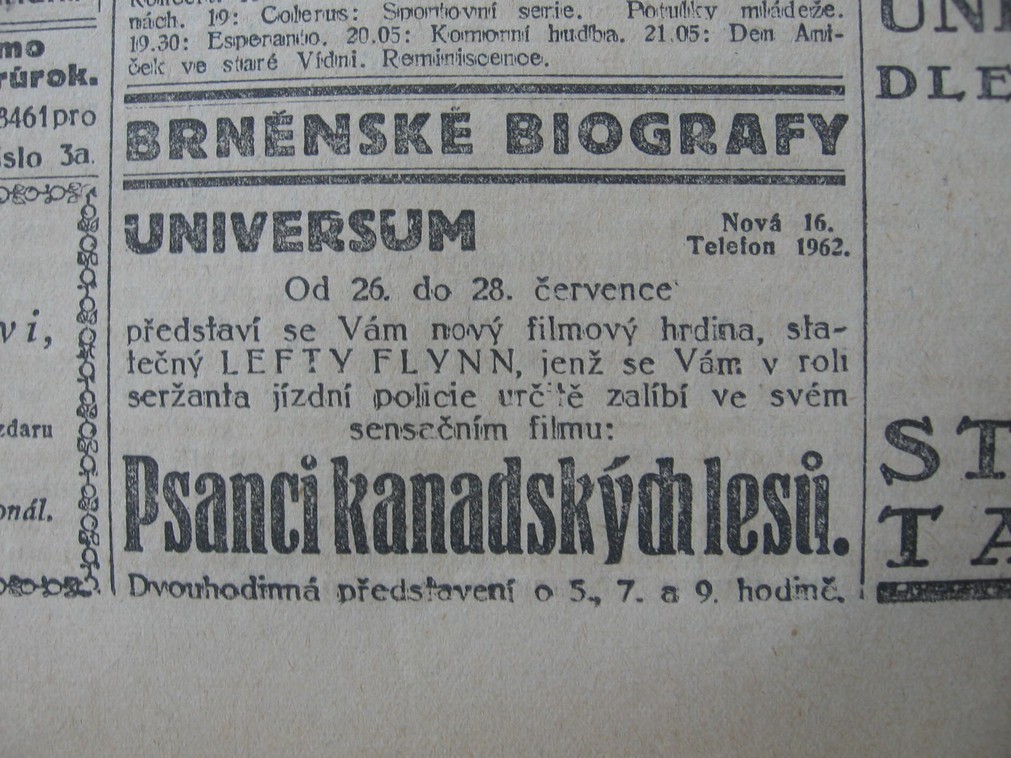 nách. 19: Colerus: Sportovní serie. Potulky mládeže.
19.30: Esperanto. 20.05: Komorní hudba. 21.05: Den Ani-
ček ve staré Vídni. Reminiscence.
BRNĚNSKÉ BIOGRAFY
UNIVERSUM
Nová 16.
Telefon 1962.
Od 26. do 28. července
představí se Vám nový filmový hrdina, sta-
tečný LEFTY FLYNN, jenž se Vám v roli
seržanta jízdní policie určitě zalíbí ve svém
sensačním filmu:
Psanci kanadských lesů.
Dvouhodinná představení o 5., 7. a 9. hodině.
mo
růrok.
8461 pro
íslo 3a.
vi,
zdaru
onál.
UNI
DLE
ST
TA